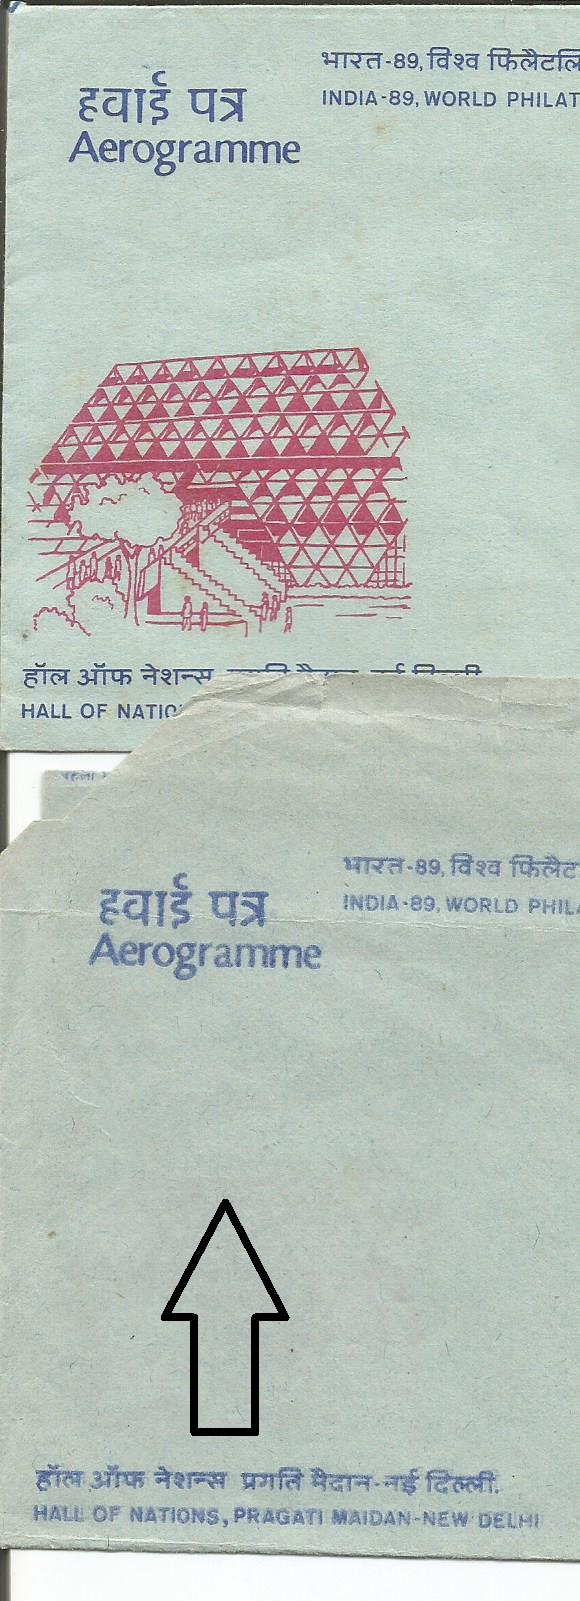 भारत-89, विश्व फिलैटलि
INDIA-89, WORLD PHILAT
हवाई पत्र
Aerogramme
हॉल ऑफ नेशन्स
HALL OF NATIO
भारत-89, विश्व फिलैट
INDIA-89, WORLD PHIL
हवाई पत्र
Aerogramme
हॉल ऑफ नेशन्स प्रगति मैदान-नई दिल्ली.
HALL OF NATIONS, PRAGATI MAIDAN-NEW DELHI